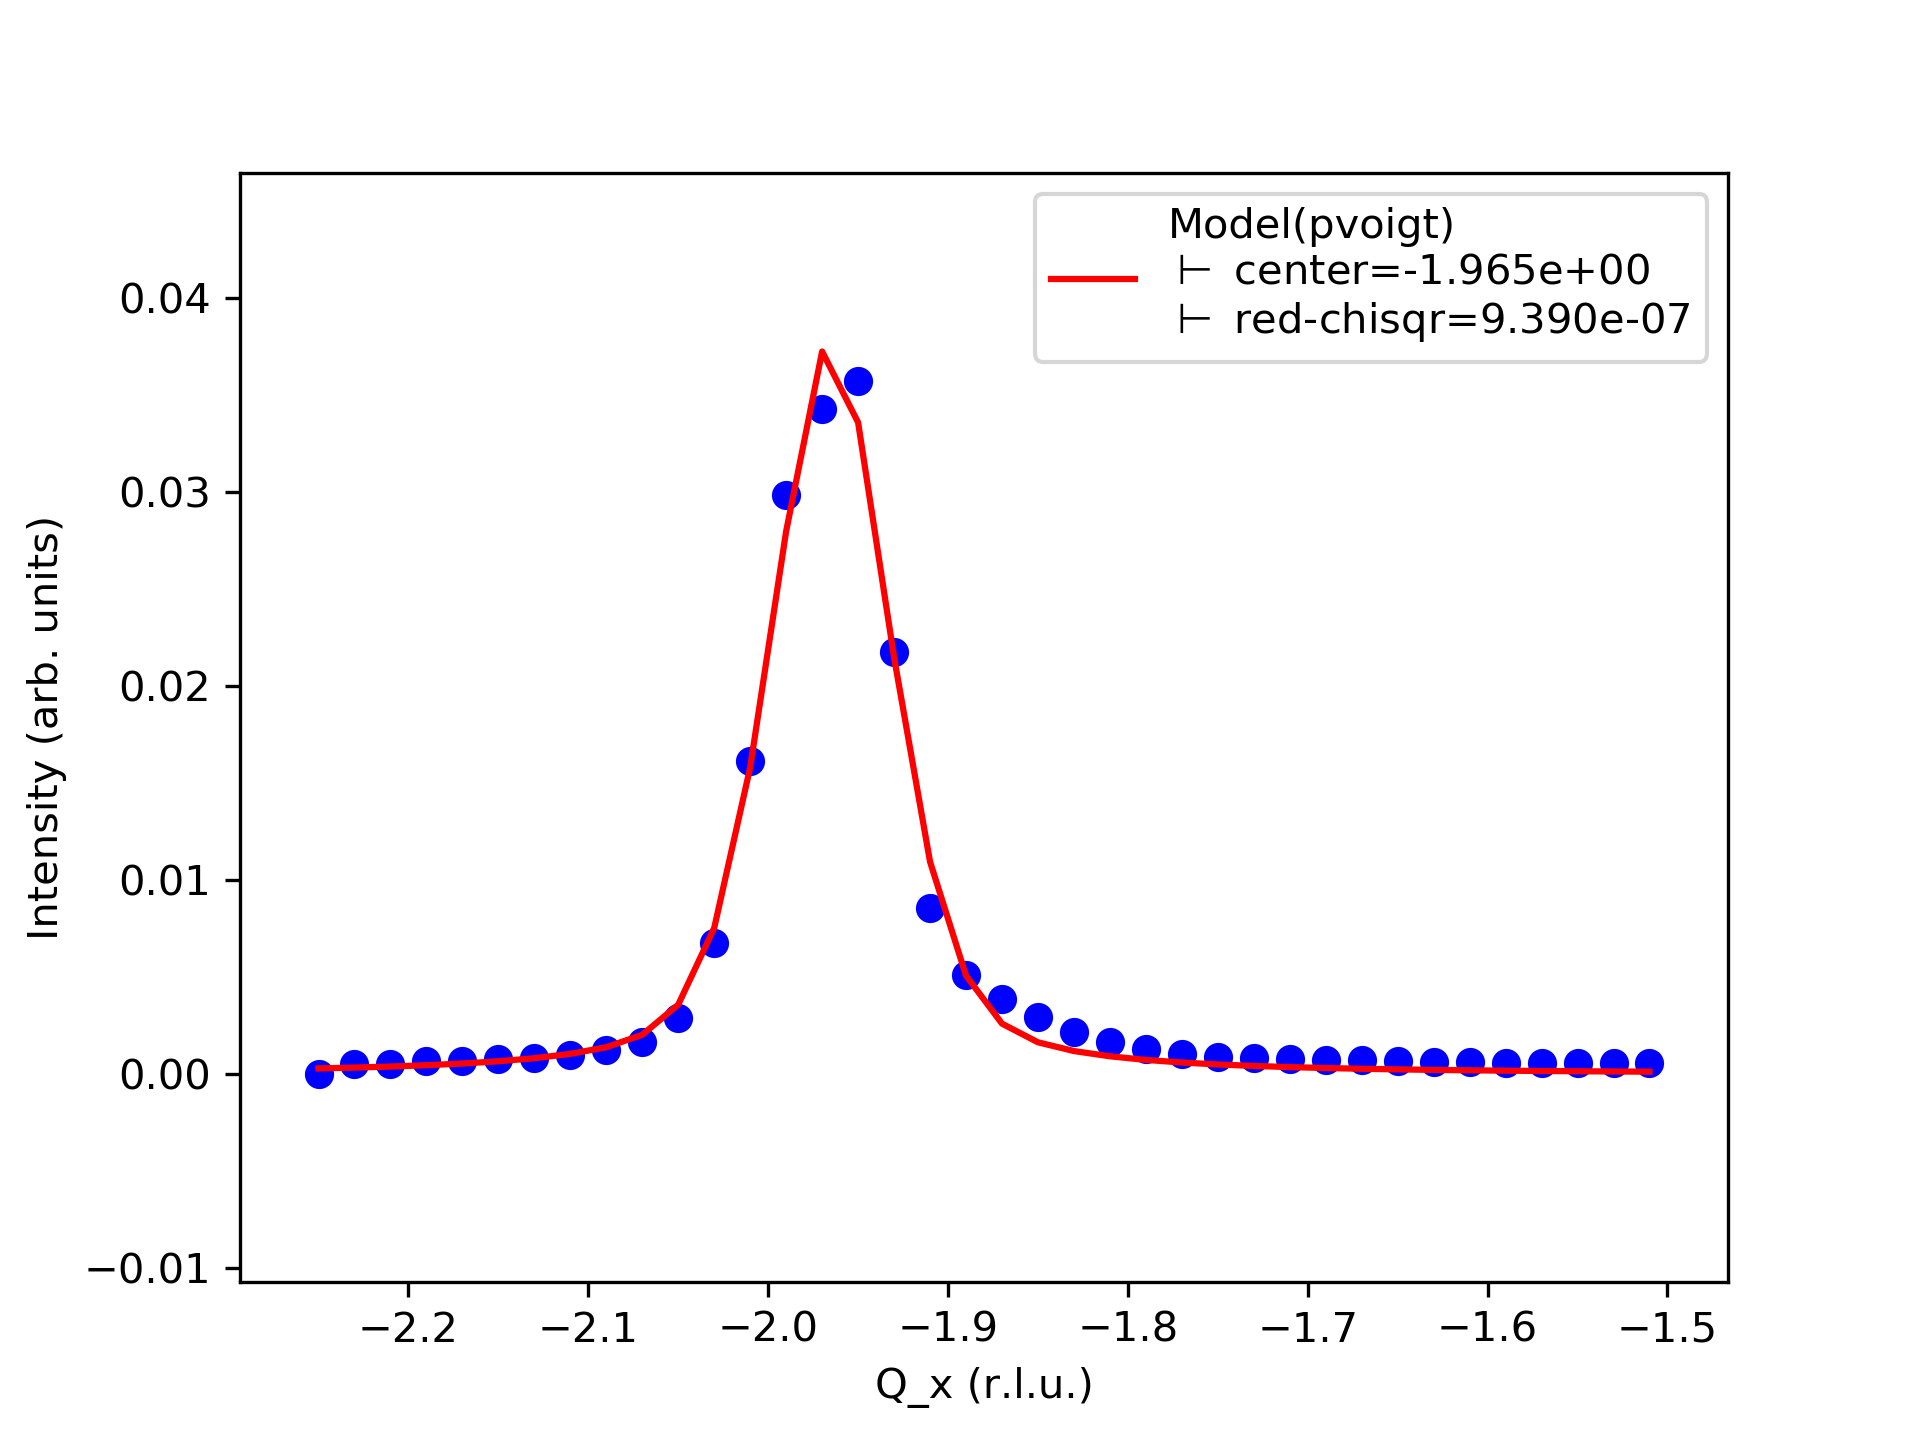 Model(pvoigt)
⊢ center=-1.965e+00
⊢ red-chisqr=9.390e-07
0.04
0.03
0.02
0.01
0.00
−0.01
Intensity (arb. units)
−2.2 −2.1 −2.0 −1.9 −1.8 −1.7 −1.6 −1.5
Q_x (r.l.u.)